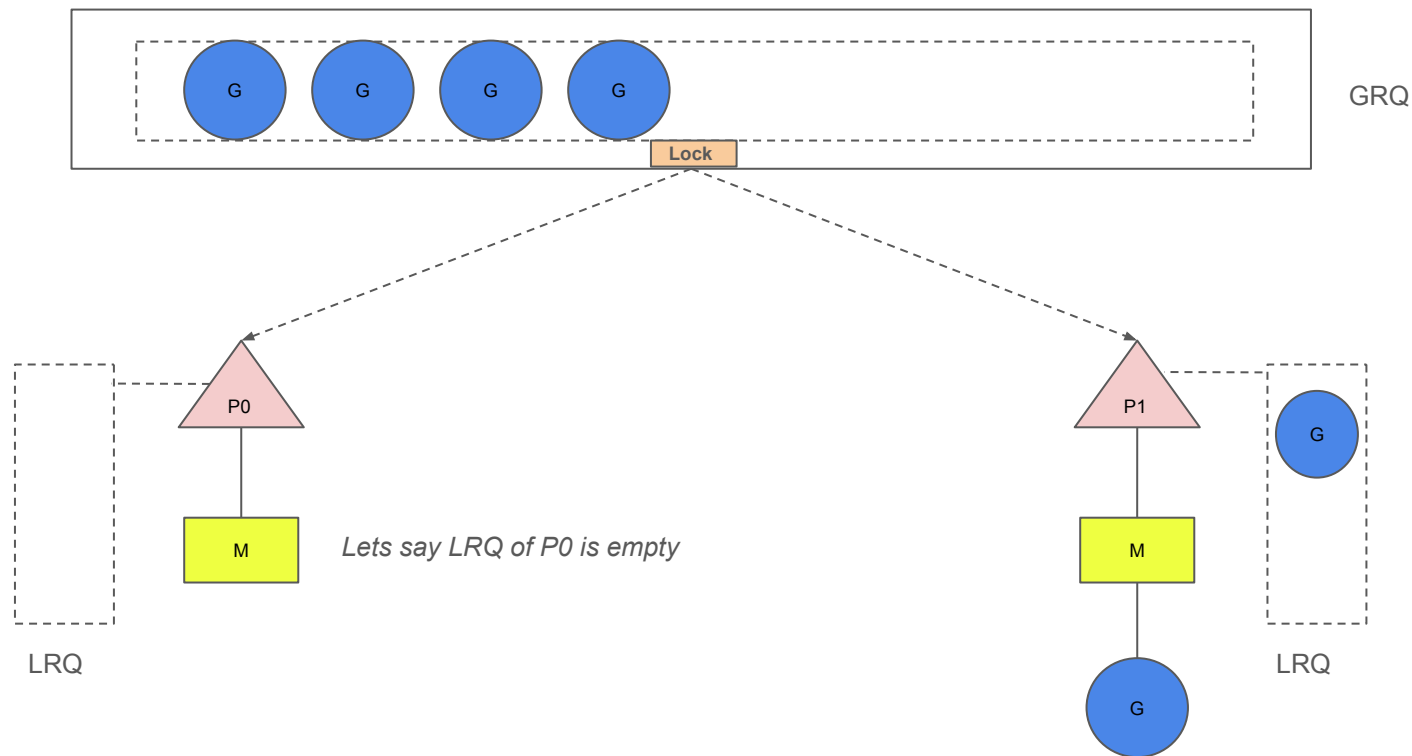 G G G G
GRQ
Lock
P0
P1
G
M
Lets say LRQ of P0 is empty
M
LRQ
LRQ
G